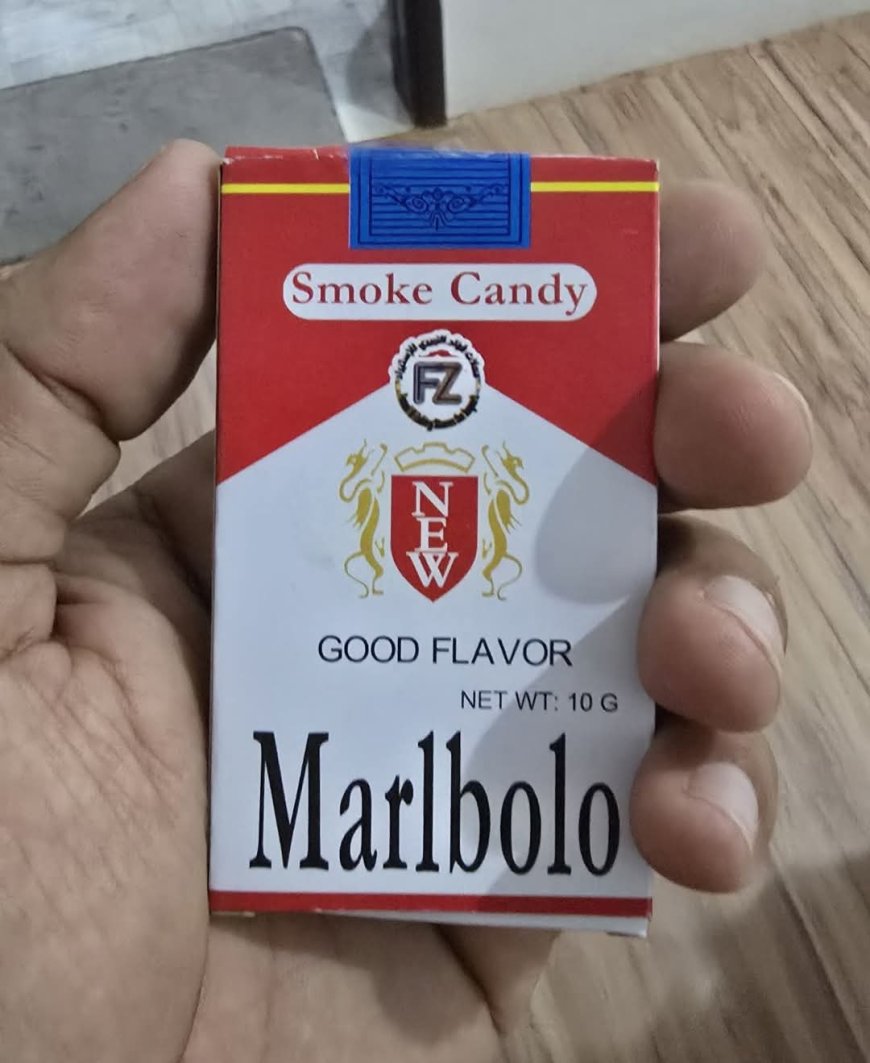 Smoke Candy
FZ
NEW
GOOD FLAVOR
NET WT: 10 G
Marlbolo